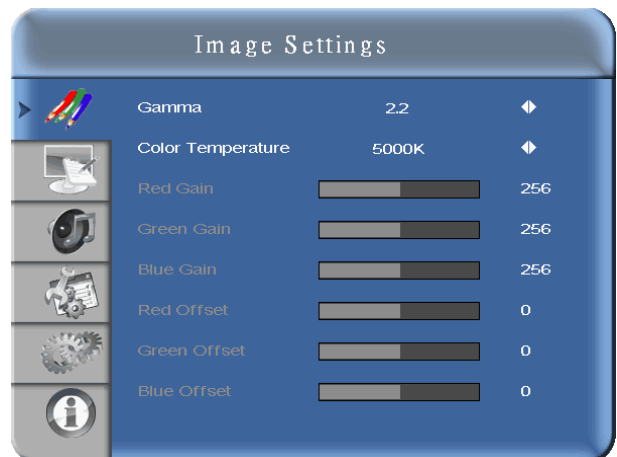 Image Settings
Gamma 2.2
Color Temperature 5000K
Red Gain 256
Green Gain 256
Blue Gain 256
Red Offset 0
Green Offset 0
Blue Offset 0